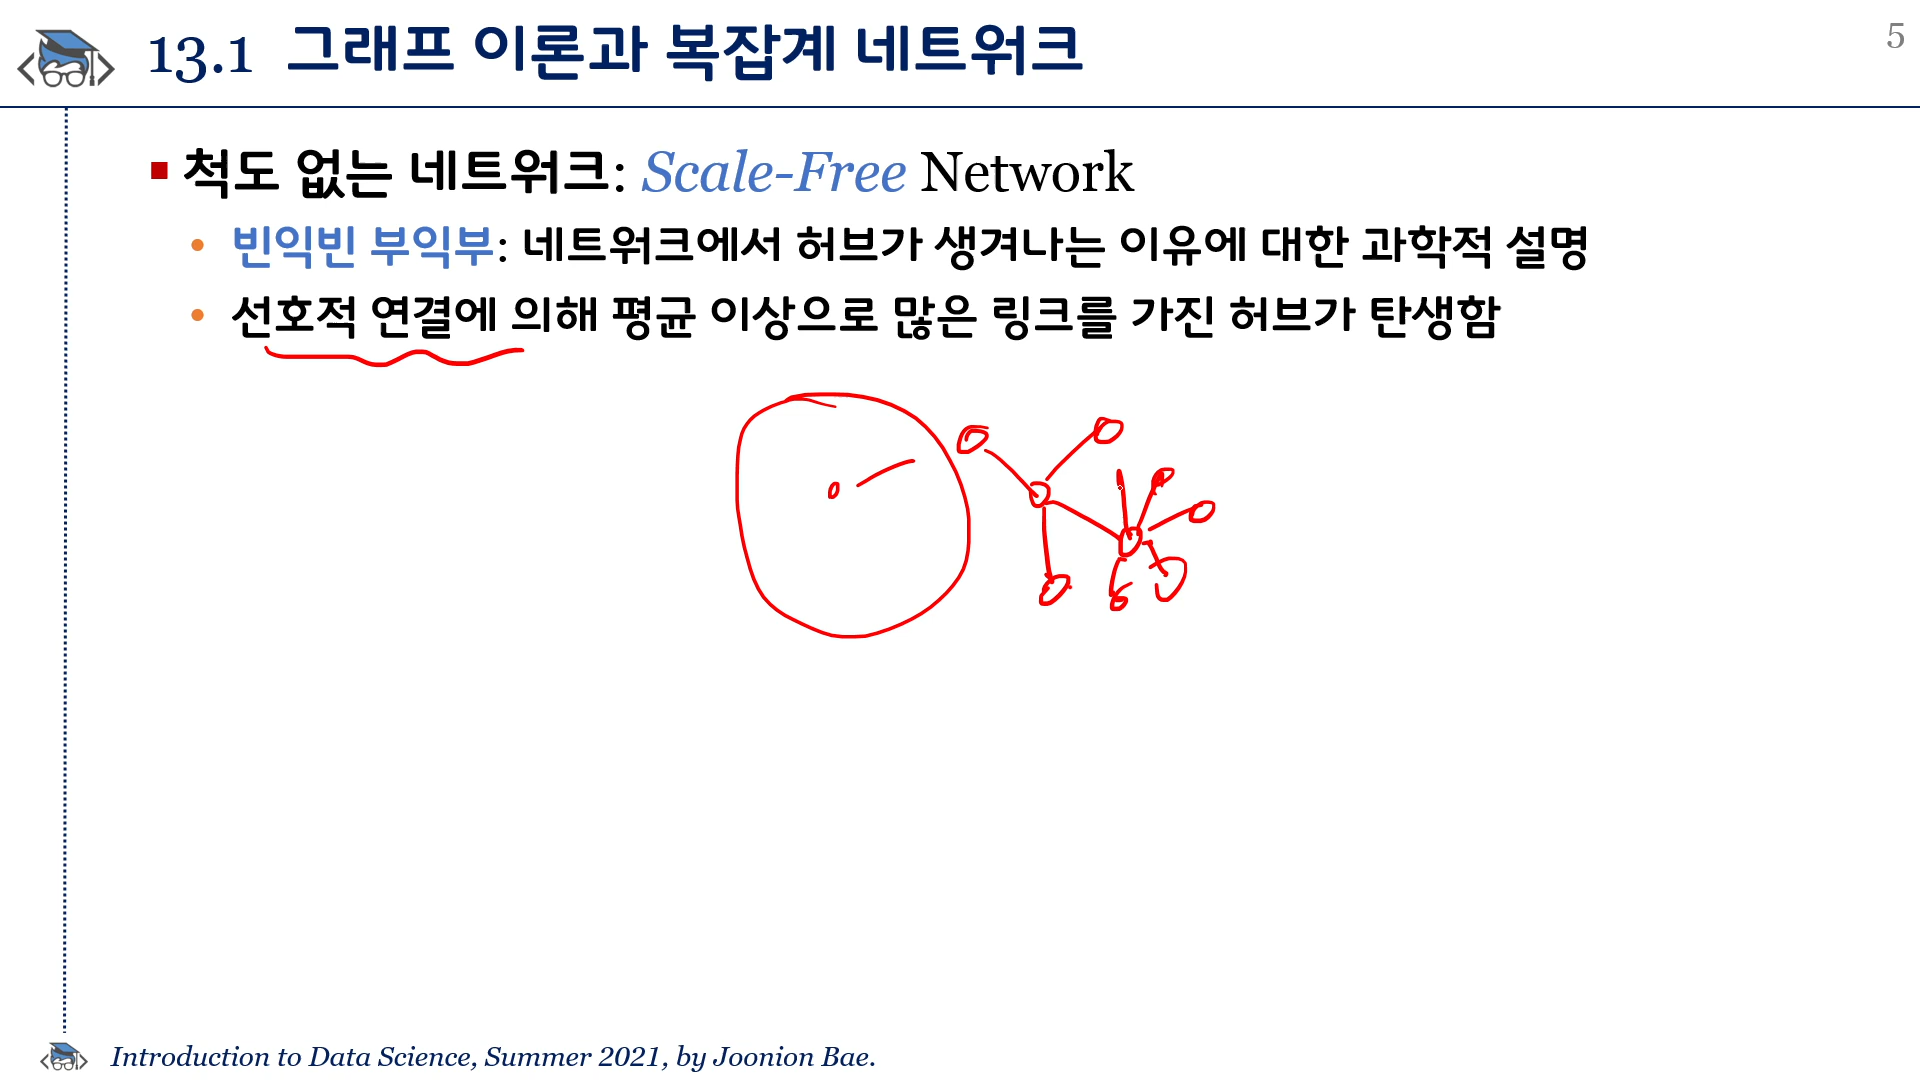 13.1 그래프 이론과 복잡계 네트워크
5
척도 없는 네트워크: Scale-Free Network
빈익빈 부익부: 네트워크에서 허브가 생겨나는 이유에 대한 과학적 설명
선호적 연결에 의해 평균 이상으로 많은 링크를 가진 허브가 탄생함
Introduction to Data Science, Summer 2021, by Joonion Bae.